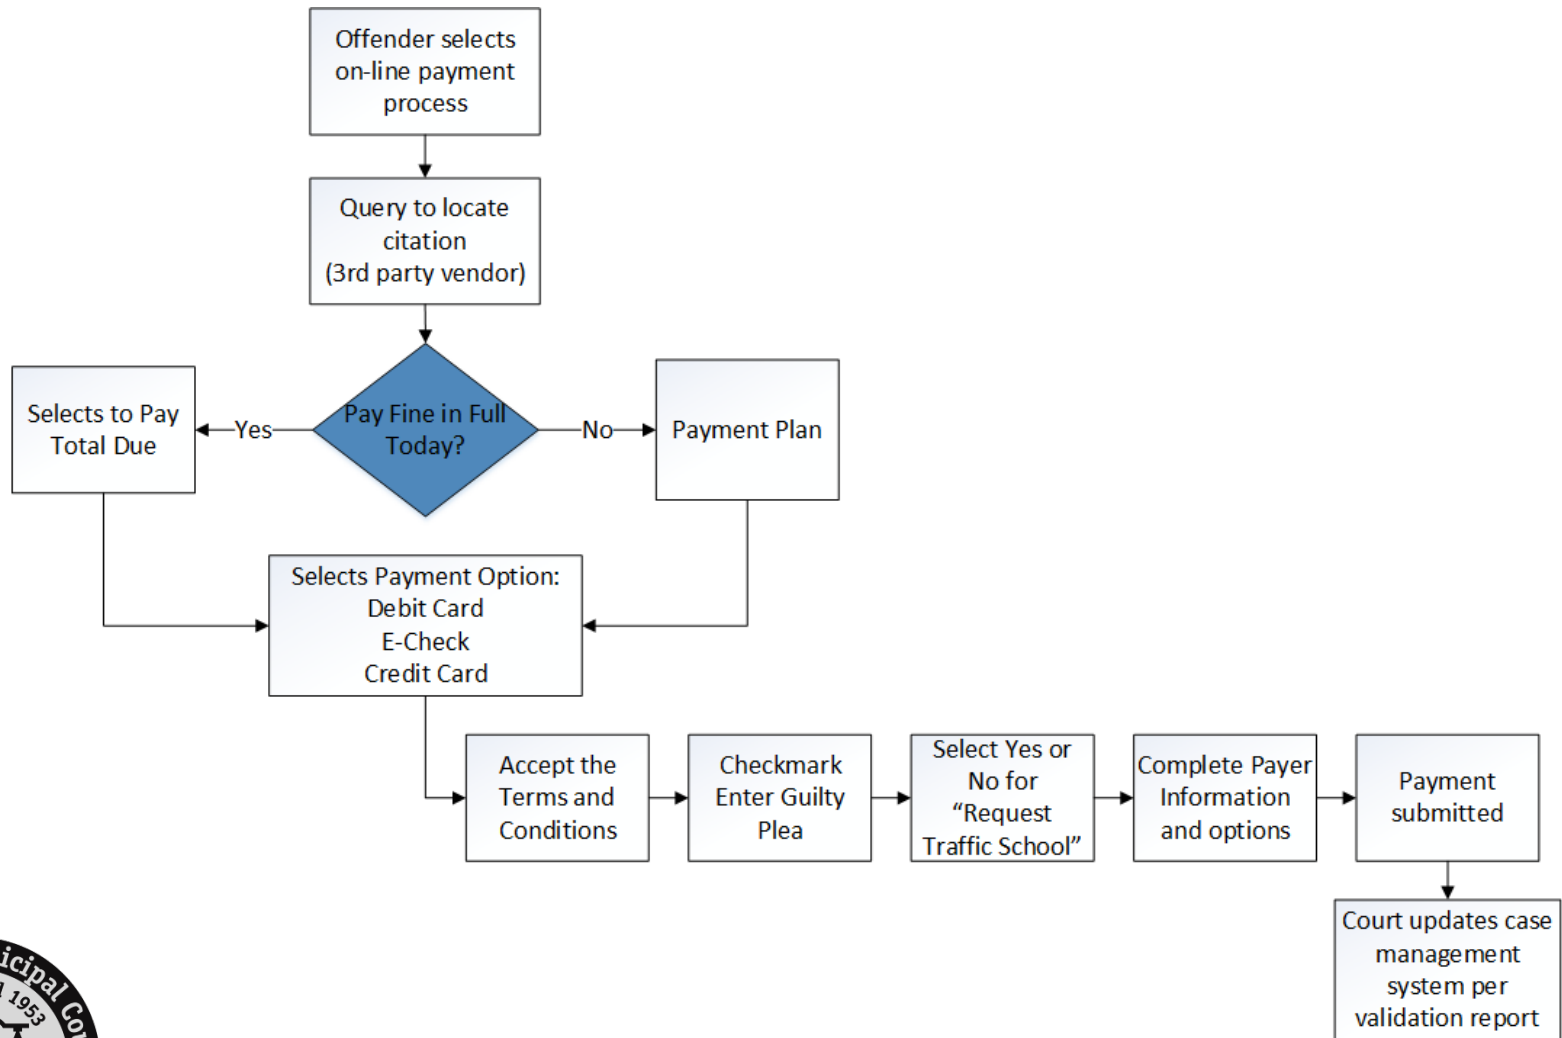 Offender selects
on-line payment
process
Query to locate
citation
(3rd party vendor)
Pay Fine in Full
Today?
Yes
No
Selects to Pay
Total Due
Payment Plan
Selects Payment Option:
Debit Card
E-Check
Credit Card
Accept the
Terms and
Conditions
Checkmark
Enter Guilty
Plea
Select Yes or
No for
“Request
Traffic School”
Complete Payer
Information
and options
Payment
submitted
Court updates case
management
system per
validation report
1953